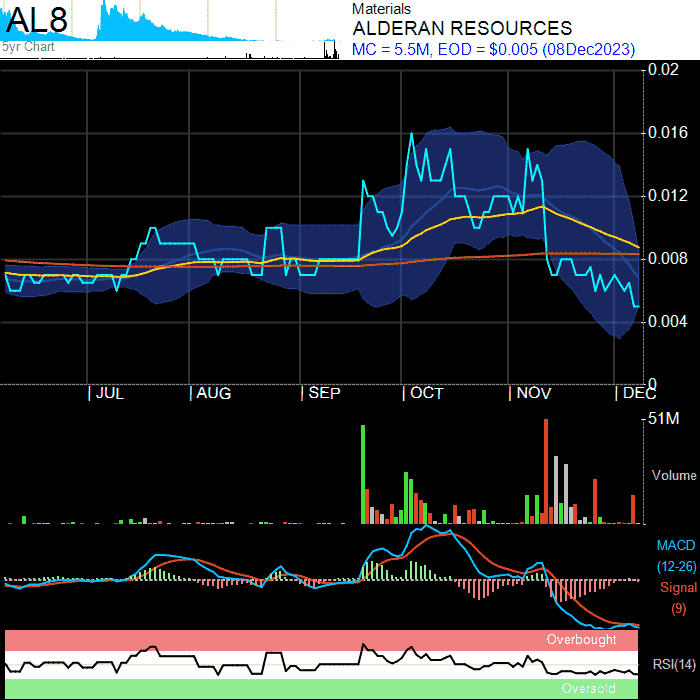 AL8
5yr Chart
Materials
ALDERAN RESOURCES
MC = 5.5M, EOD = $0.005 (08Dec2023)
0.02
0.016
0.012
0.008
0.004
0
JUL AUG SEP OCT NOV DEC
51M
Volume
MACD
(12-26)
Signal
(9)
Overbought
RSI(14)
Oversold